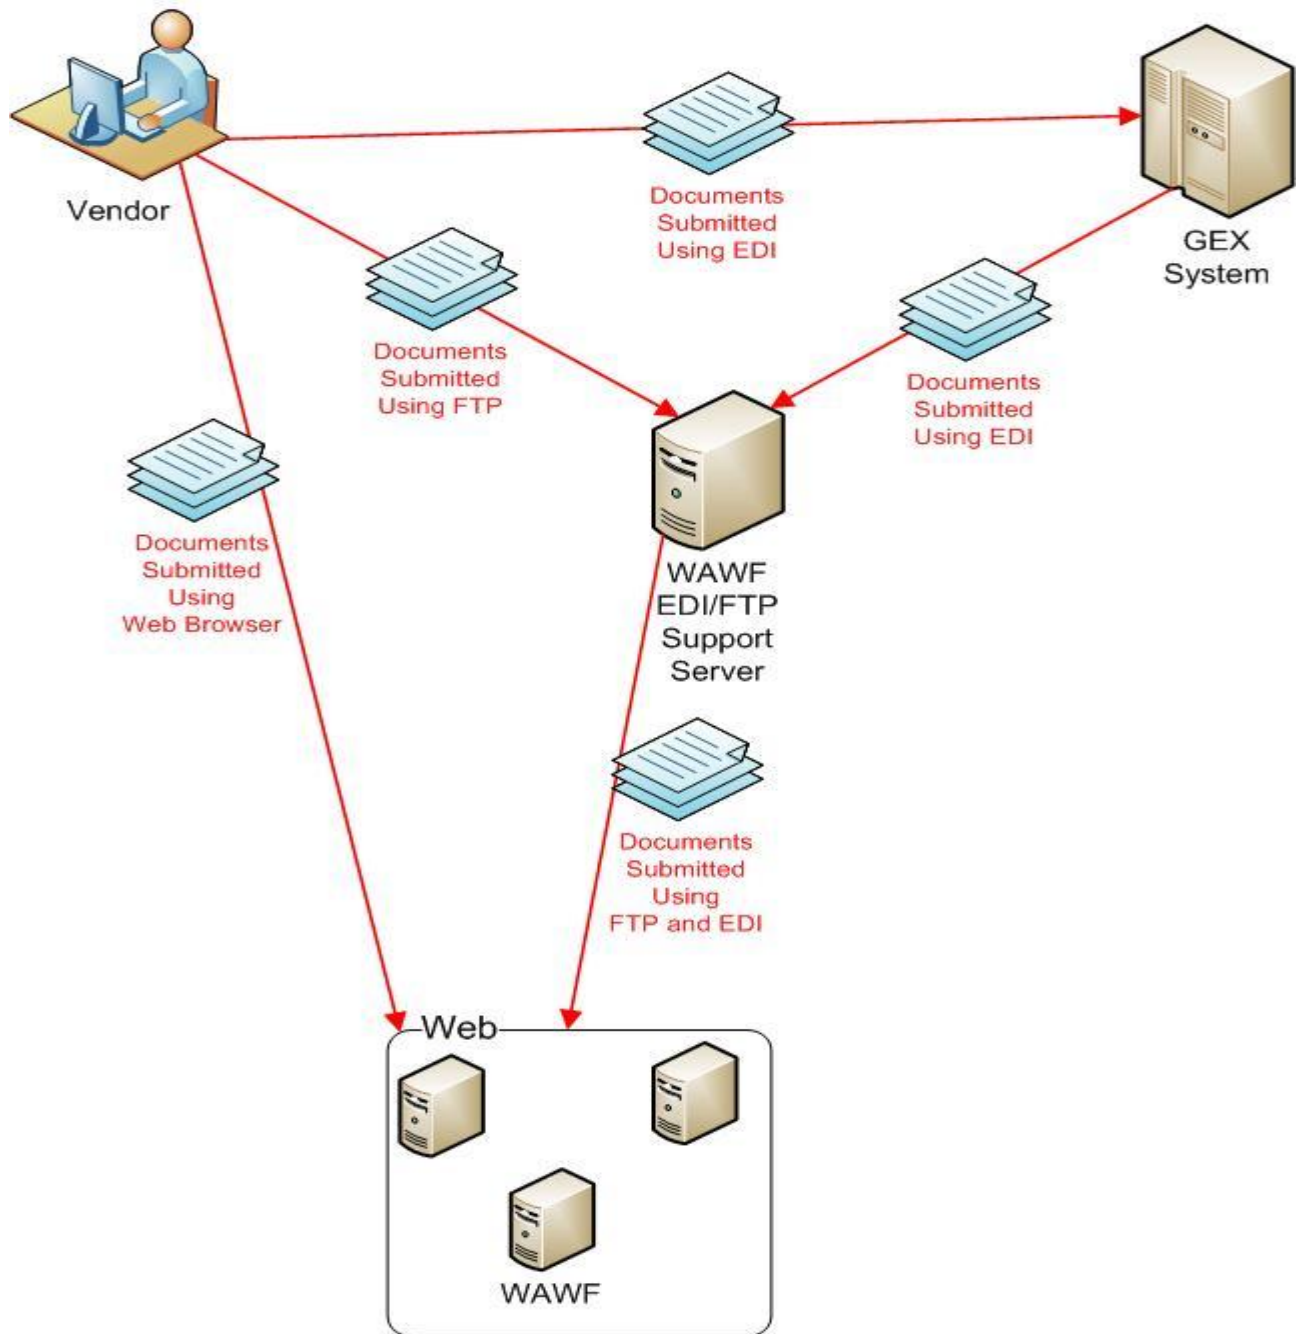 Vendor
Documents
Submitted
Using EDI
GEX
System
Documents
Submitted
Using FTP
Documents
Submitted
Using EDI
Documents
Submitted
Using
Web Browser
WAWF
EDI/FTP
Support
Server
Documents
Submitted
Using
FTP and EDI
Web
WAWF